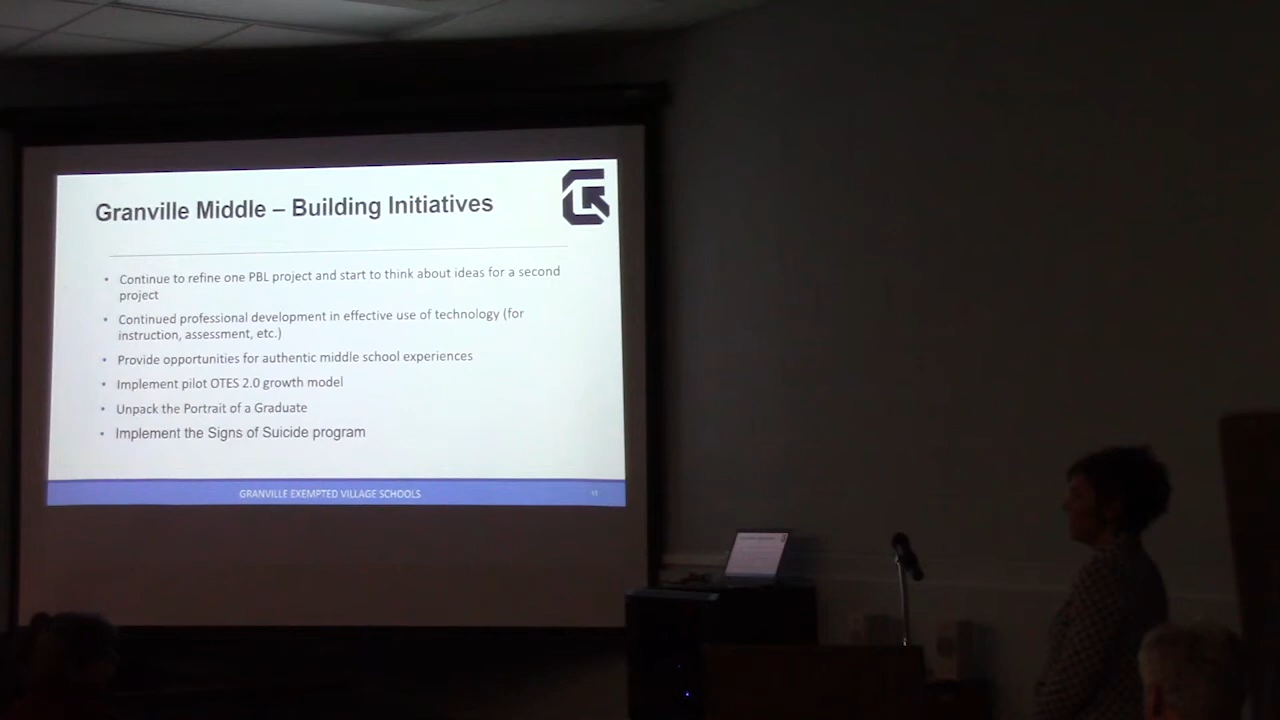 Granville Middle – Building Initiatives
• Continue to refine one PBL project and start to think about ideas for a second
project
• Continued professional development in effective use of technology (for
instruction, assessment, etc.)
• Provide opportunities for authentic middle school experiences
• Implement pilot OTES 2.0 growth model
• Unpack the Portrait of a Graduate
• Implement the Signs of Suicide program
GRANVILLE EXEMPTED VILLAGE SCHOOLS